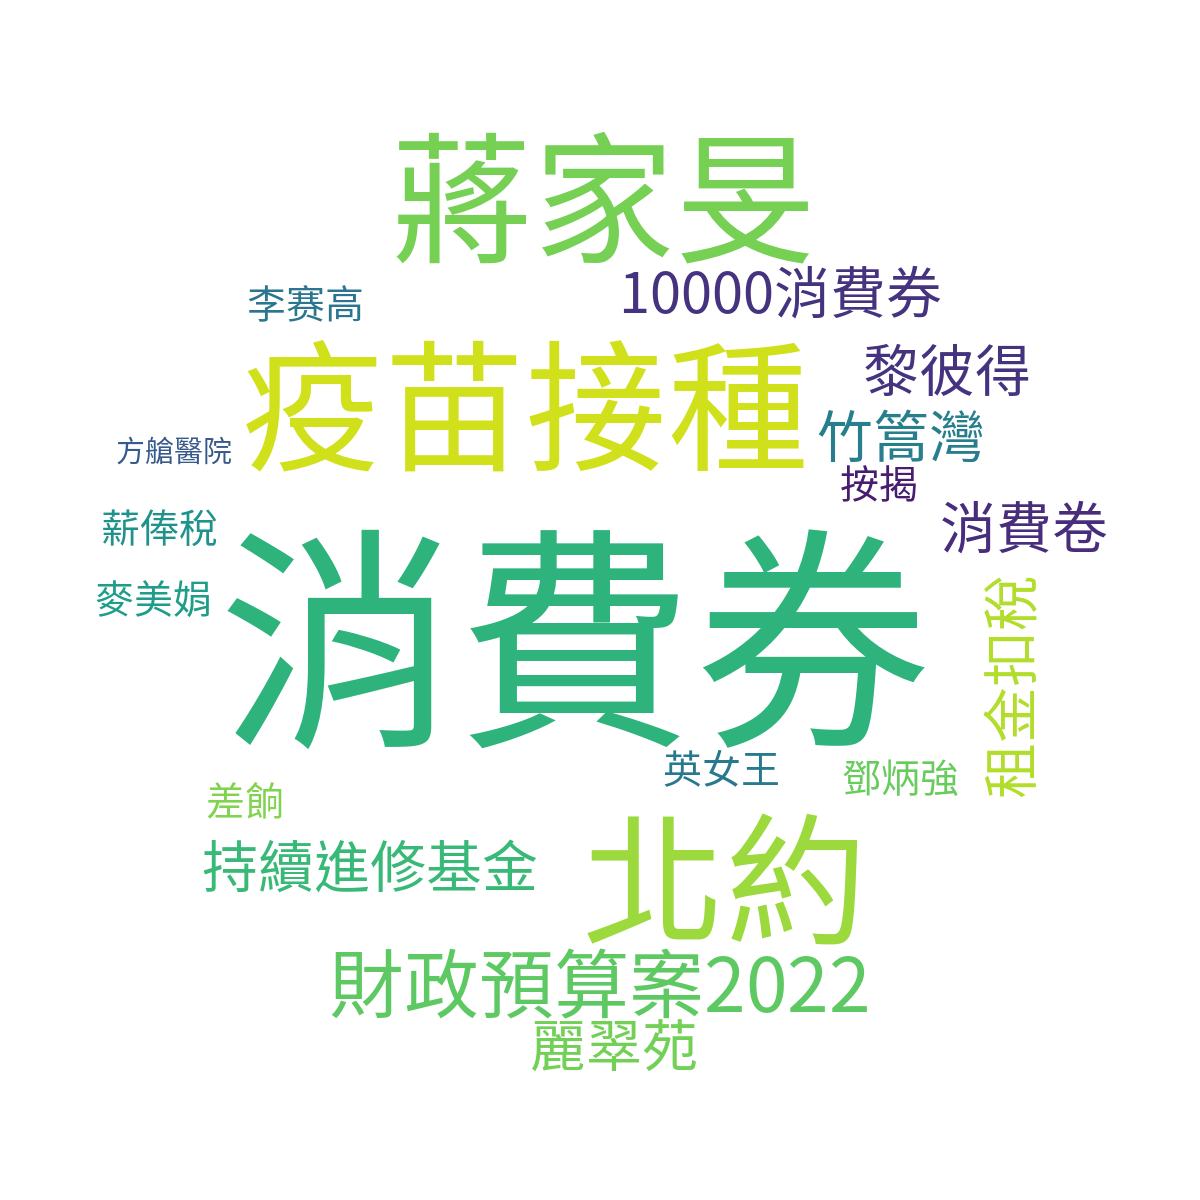 蔣家旻
10000消費券
李赛高
疫苗接種
黎彼得
竹篙灣
方艙醫院
按揭
消費卷
薪俸稅
消費券
麥美娟
租金扣稅
英女王
鄧炳強
差餉
北約
持續進修基金
財政預算案2022
麗翠苑